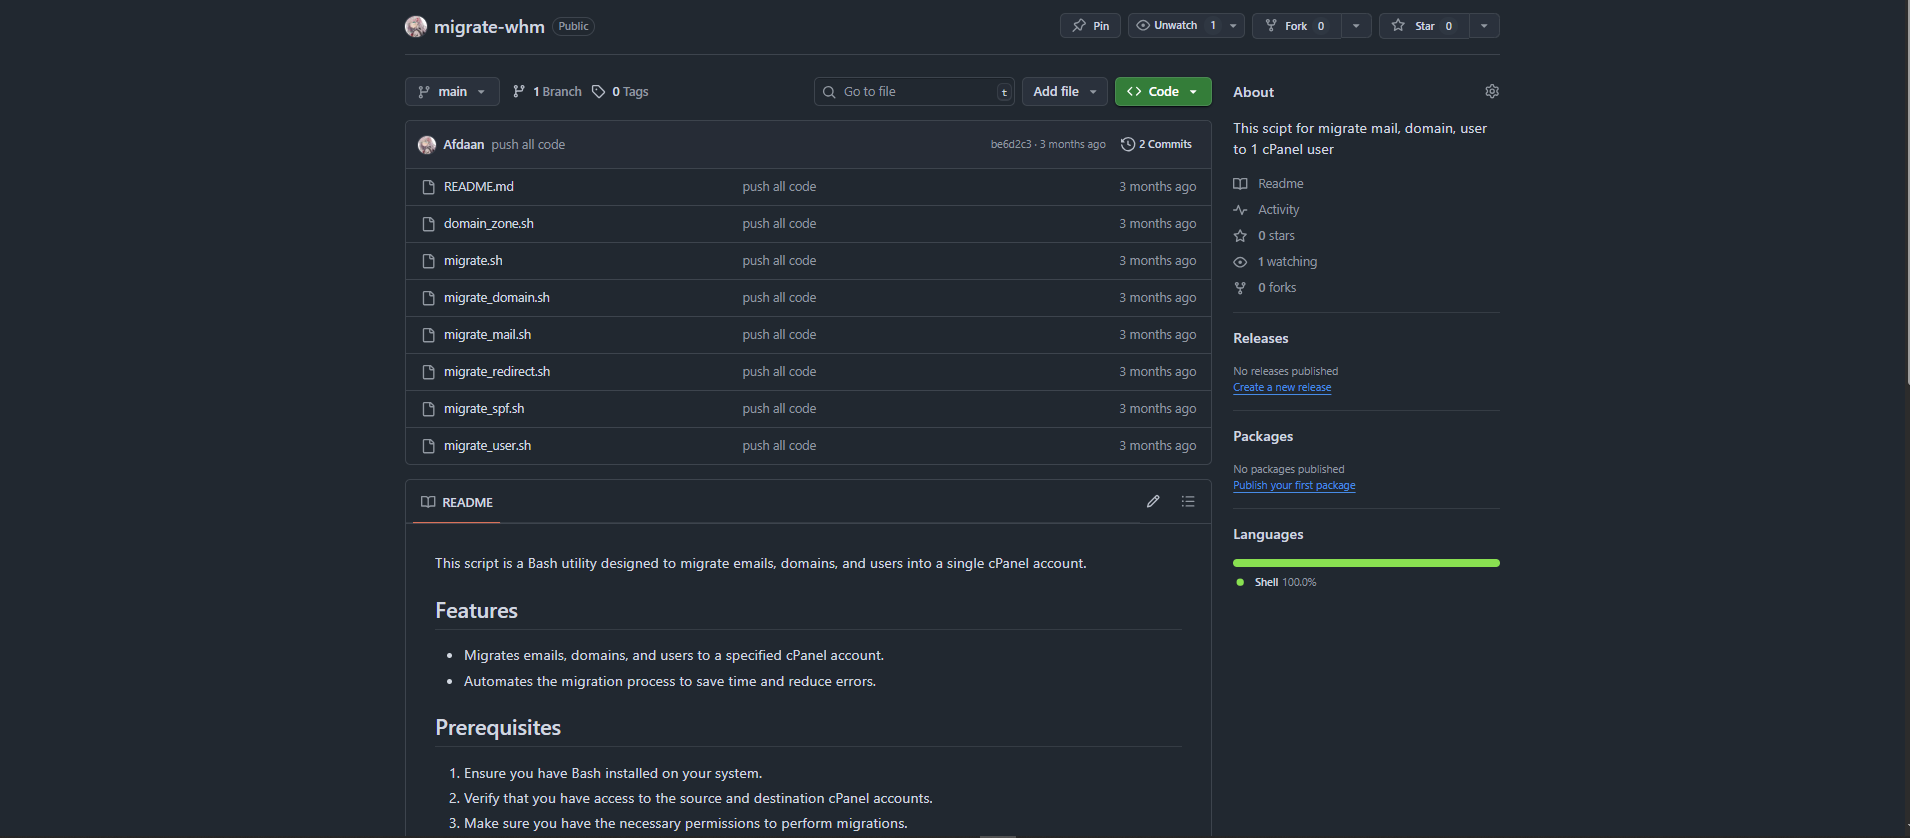 migrate-whm Public
Pin Unwatch 1 Fork 0 Star 0
main 1 Branch 0 Tags Go to file t Add file Code
Afdaan push all code be6d2c3 · 3 months ago 2 Commits
README.md push all code 3 months ago
domain_zone.sh push all code 3 months ago
migrate.sh push all code 3 months ago
migrate_domain.sh push all code 3 months ago
migrate_mail.sh push all code 3 months ago
migrate_redirect.sh push all code 3 months ago
migrate_spf.sh push all code 3 months ago
migrate_user.sh push all code 3 months ago
README
This script is a Bash utility designed to migrate emails, domains, and users into a single cPanel account.
Features
• Migrates emails, domains, and users to a specified cPanel account.
• Automates the migration process to save time and reduce errors.
Prerequisites
1. Ensure you have Bash installed on your system.
2. Verify that you have access to the source and destination cPanel accounts.
3. Make sure you have the necessary permissions to perform migrations.
About
This scipt for migrate mail, domain, user
to 1 cPanel user
Readme
Activity
0 stars
1 watching
0 forks
Releases
No releases published
Create a new release
Packages
No packages published
Publish your first package
Languages
Shell 100.0%